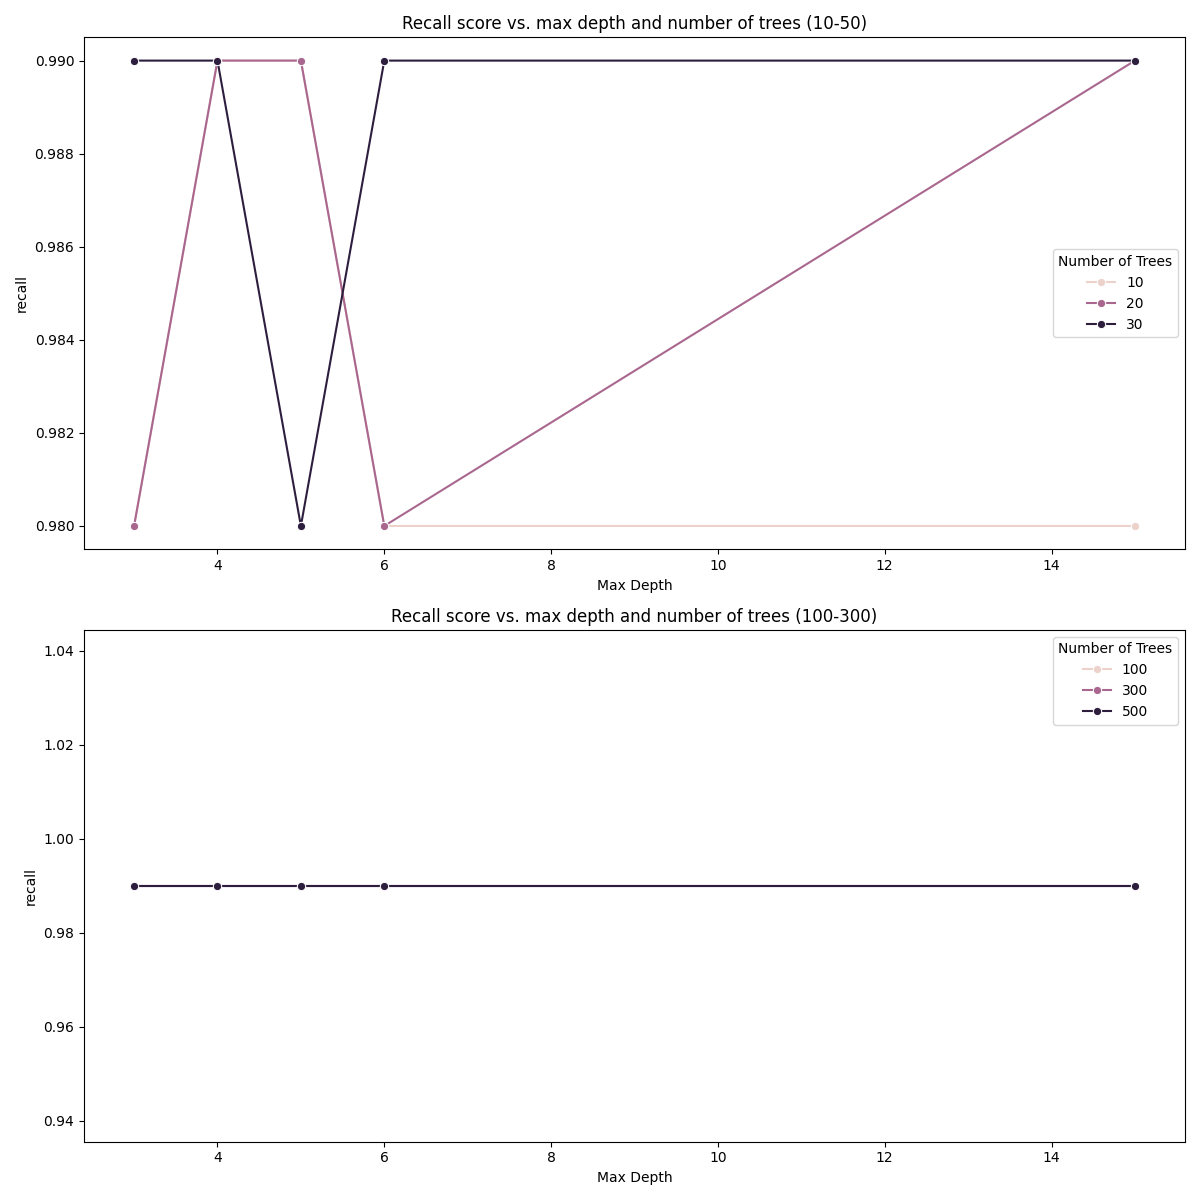 Recall score vs. max depth and number of trees (10-50)
0.990
0.988
0.986
0.984
0.982
0.980
recall
Number of Trees
10
20
30
4 6 8 10 12 14
Max Depth
Recall score vs. max depth and number of trees (100-300)
1.04
1.02
1.00
0.98
0.96
0.94
recall
Number of Trees
100
300
500
4 6 8 10 12 14
Max Depth